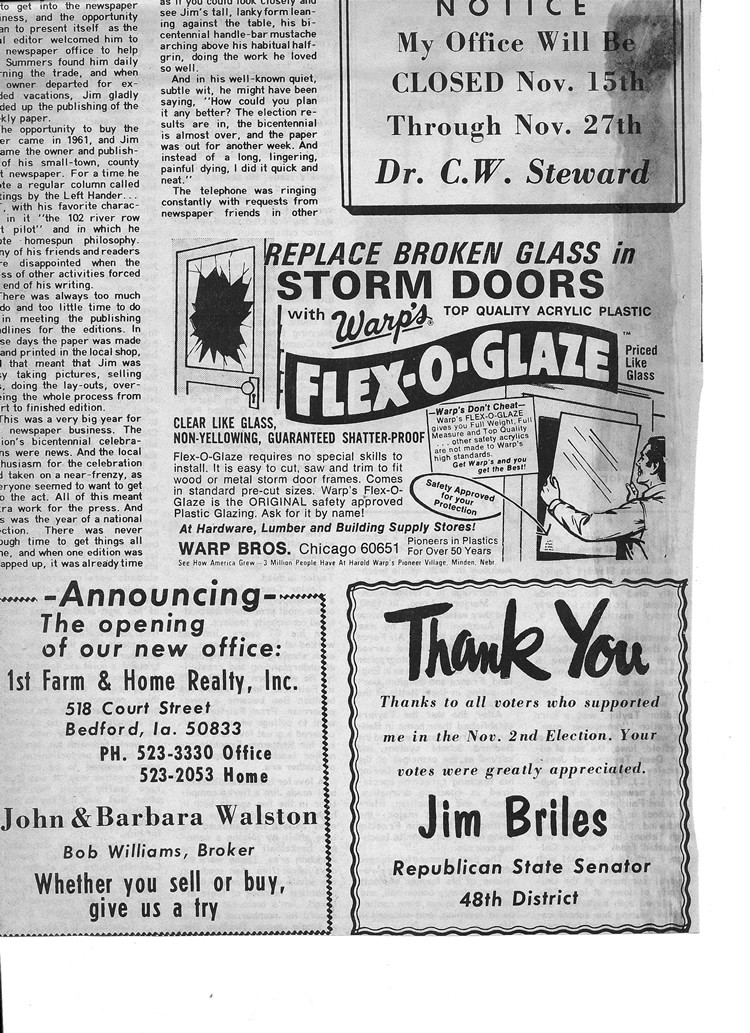 to get into the newspaper
iness, and the opportunity
an to present itself as the
al editor welcomed him to
newspaper office to help
Summers found him daily
rning the trade, and when
owner departed for ex-
ded vacations, Jim gladly
ded up the publishing of the
kly paper.
he opportunity to buy the
er came in 1961, and Jim
ame the owner and publish-
of his small-town, county
t newspaper. For a time he
te a regular column called
tings by the Left Hander...
, with his favorite charac-
in it "the 102 river row
t pilot" and in which he
te homespun philosophy.
ny of his friends and readers
re disappointed when the
ss of other activities forced
end of his writing.
here was always too much
do and too little time to do
in meeting the publishing
dlines for the editions. In
se days the paper was made
and printed in the local shop,
that meant that Jim was
y taking pictures, selling
, doing the lay-outs, over-
eing the whole process from
rt to finished edition.
his was a very big year for
newspaper business. The
ion's bicentennial celebra-
ns were news. And the local
husiasm for the celebration
taken on a near-frenzy, as
eryone seemed to want to get
o the act. All of this meant
tra work for the press. And
s was the year of a national
ction. There was never
ough time to get things all
ne, and when one edition was
apped up, it was already time
as if you could look closely and
see Jim's tall, lanky form lean-
ing against the table, his bi-
centennial handle-bar mustache
arching above his habitual half-
grin, doing the work he loved
so well.
And in his well-known quiet,
subtle wit, he might have been
saying, "How could you plan
it any better? The election re-
sults are in, the bicentennial
is almost over, and the paper
was out for another week. And
instead of a long, lingering,
painful dying, I did it quick and
neat."
The telephone was ringing
constantly with requests from
newspaper friends in other
NOTICE
My Office Will Be
CLOSED Nov. 15th
Through Nov. 27th
Dr. C.W. Steward
REPLACE BROKEN GLASS in
STORM DOORS
with Warp's TOP QUALITY ACRYLIC PLASTIC
FLEX-O-GLAZE™
Priced
Like
Glass
CLEAR LIKE GLASS,
NON-YELLOWING, GUARANTEED SHATTER-PROOF
Flex-O-Glaze requires no special skills to
install. It is easy to cut, saw and trim to fit
wood or metal storm door frames. Comes
in standard pre-cut sizes. Warp's Flex-O-
Glaze is the ORIGINAL safety approved
Plastic Glazing. Ask for it by name!
—Warp's Don't Cheat—
Warp's FLEX-O-GLAZE
gives you Full Weight, Full
Measure and Top Quality
... other safety acrylics
are not made to Warp's
high standards.
Get Warp's and you
get the Best!
Safety Approved
for your
Protection
At Hardware, Lumber and Building Supply Stores!
WARP BROS. Chicago 60651 Pioneers in Plastics
For Over 50 Years
See How America Grew—3 Million People Have At Harold Warp's Pioneer Village, Minden, Nebr
-Announcing-
The opening
of our new office:
1st Farm & Home Realty, Inc.
518 Court Street
Bedford, Ia. 50833
PH. 523-3330 Office
523-2053 Home
John & Barbara Walston
Bob Williams, Broker
Whether you sell or buy,
give us a try
Thank You
Thanks to all voters who supported
me in the Nov. 2nd Election. Your
votes were greatly appreciated.
Jim Briles
Republican State Senator
48th District